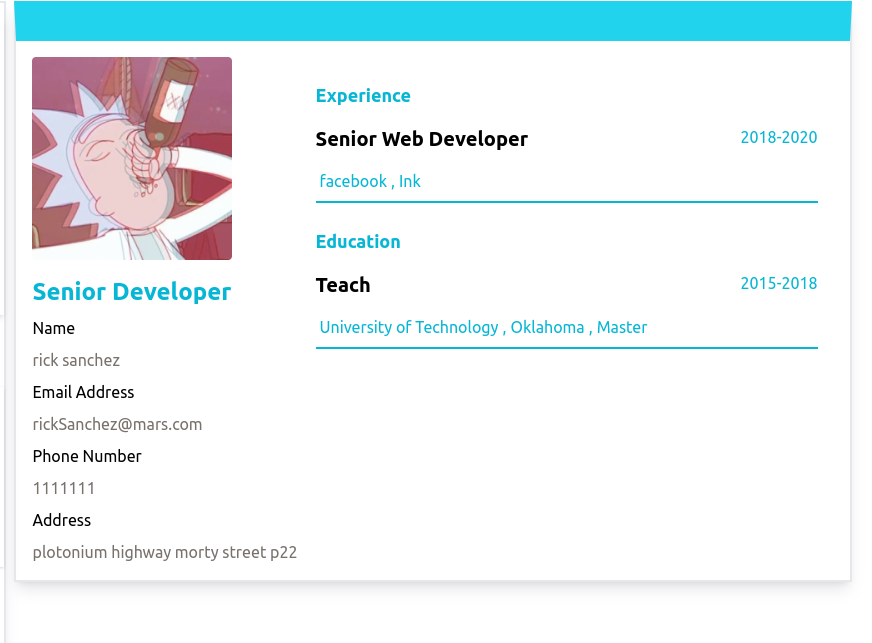 Senior Developer
Name
rick sanchez
Email Address
rickSanchez@mars.com
Phone Number
1111111
Address
plotonium highway morty street p22
Experience
Senior Web Developer 2018-2020
facebook , Ink
Education
Teach 2015-2018
University of Technology , Oklahoma , Master